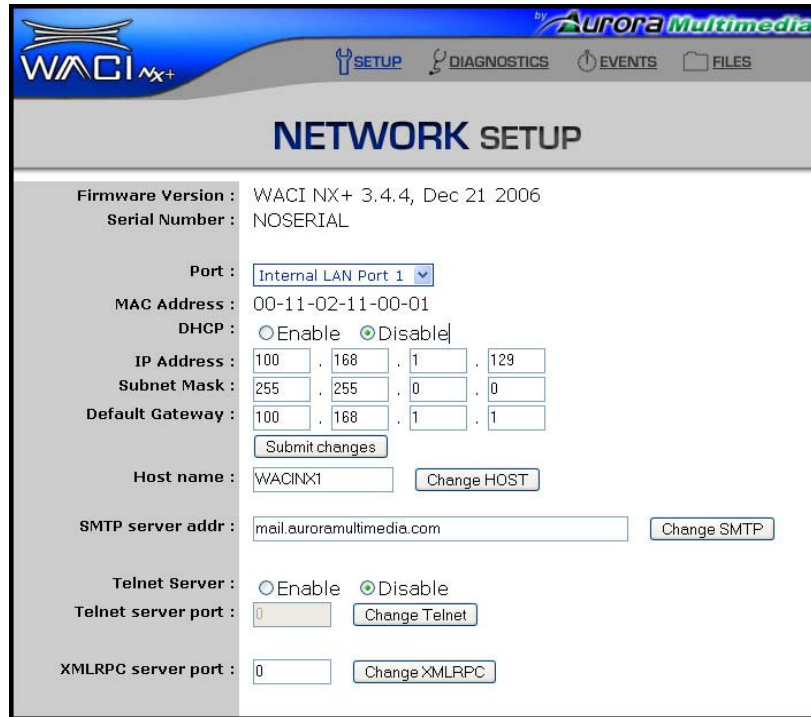 by Aurora Multimedia
WACI NX+
SETUP DIAGNOSTICS EVENTS FILES
NETWORK SETUP
Firmware Version : WACI NX+ 3.4.4, Dec 21 2006
Serial Number : NOSERIAL
Port : Internal LAN Port 1
MAC Address : 00-11-02-11-00-01
DHCP : Enable Disable
IP Address : 100 . 168 . 1 . 129
Subnet Mask : 255 . 255 . 0 . 0
Default Gateway : 100 . 168 . 1 . 1
Submit changes
Host name : WACINX1 Change HOST
SMTP server addr : mail.auroramultimedia.com Change SMTP
Telnet Server : Enable Disable
Telnet server port : 0 Change Telnet
XMLRPC server port : 0 Change XMLRPC